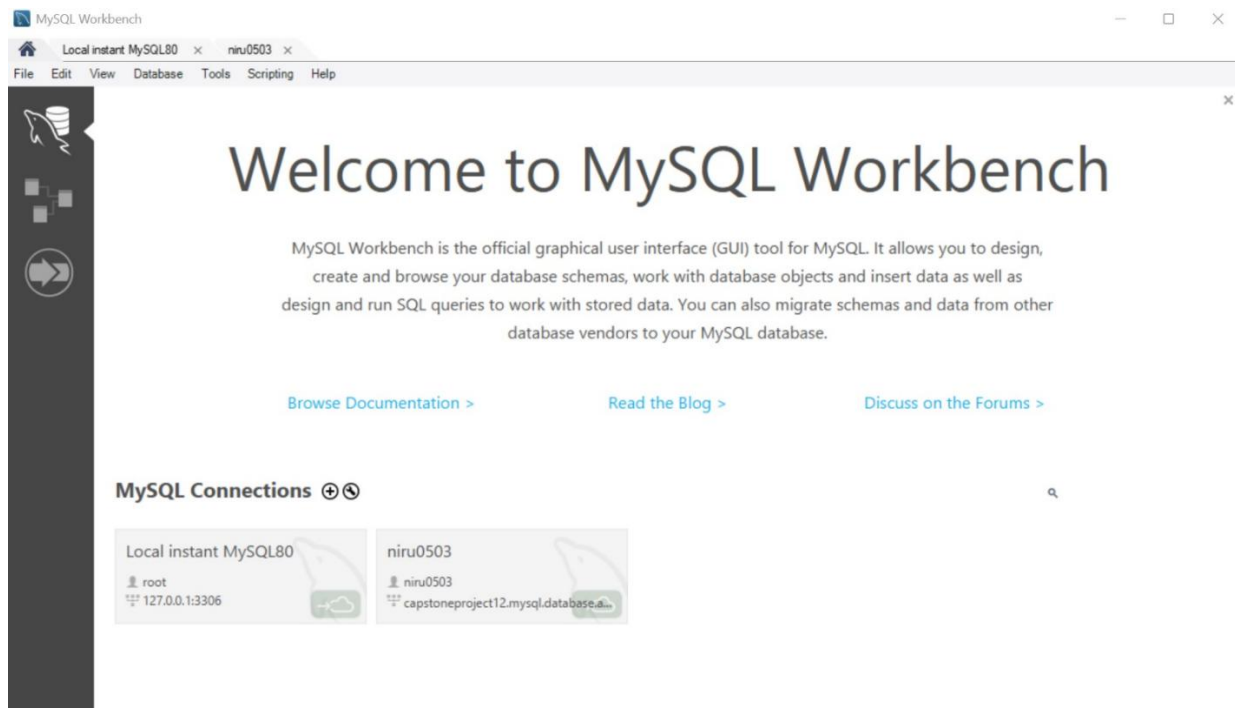 MySQL Workbench
Local instant MySQL80 niru0503
File Edit View Database Tools Scripting Help
Welcome to MySQL Workbench
MySQL Workbench is the official graphical user interface (GUI) tool for MySQL. It allows you to design,
create and browse your database schemas, work with database objects and insert data as well as
design and run SQL queries to work with stored data. You can also migrate schemas and data from other
database vendors to your MySQL database.
Browse Documentation > Read the Blog > Discuss on the Forums >
MySQL Connections
Local instant MySQL80
root
127.0.0.1:3306
niru0503
niru0503
capstoneproject12.mysql.database.a...